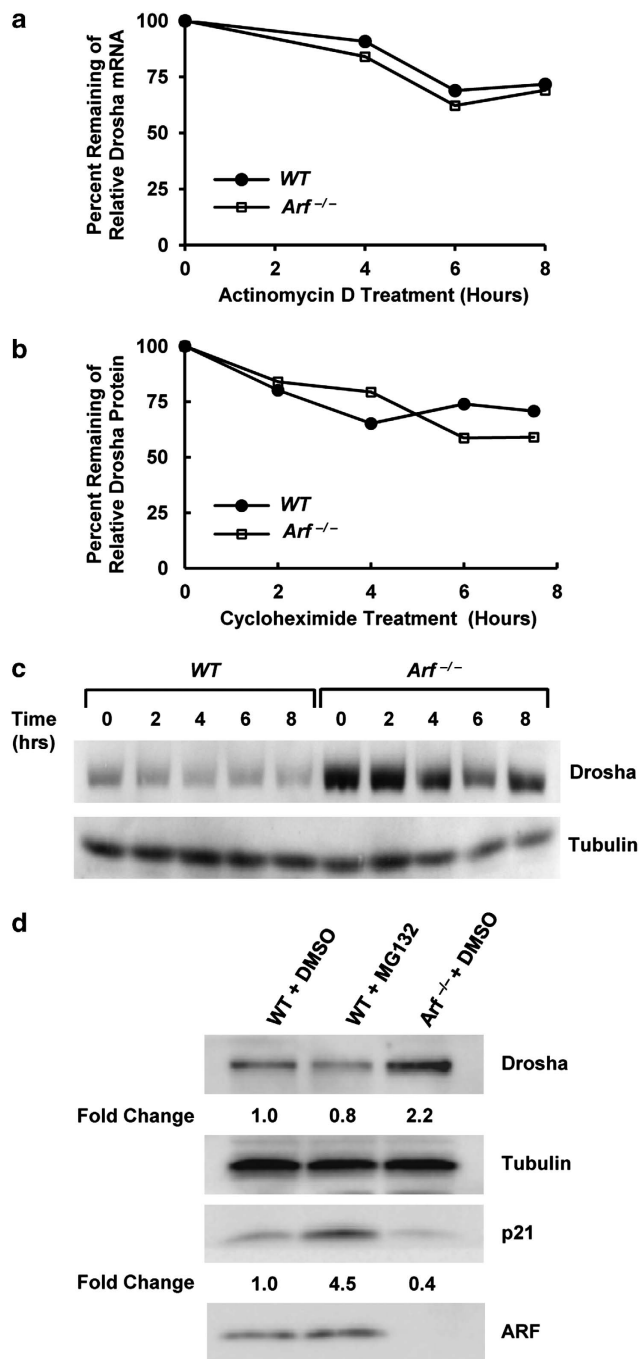 a
Percent Remaining of
Relative Drosha mRNA
100
75
50
25
0
WT
Arf –/–
0 2 4 6 8
Actinomycin D Treatment (Hours)
b
Percent Remaining of
Relative Drosha Protein
100
75
50
25
0
WT
Arf –/–
0 2 4 6 8
Cycloheximide Treatment (Hours)
c
WT Arf –/–
Time 0 2 4 6 8 0 2 4 6 8
(hrs)
Drosha
Tubulin
d
WT + DMSO
WT + MG132
Arf –/– + DMSO
Drosha
Fold Change 1.0 0.8 2.2
Tubulin
p21
Fold Change 1.0 4.5 0.4
ARF